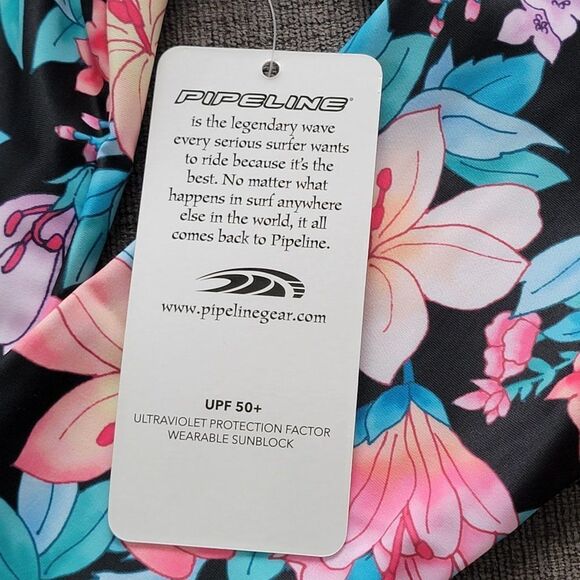 PIPELINE®
is the legendary wave
every serious surfer wants
to ride because it's the
best. No matter what
happens in surf anywhere
else in the world, it all
comes back to Pipeline.
www.pipelinegear.com
UPF 50+
ULTRAVIOLET PROTECTION FACTOR
WEARABLE SUNBLOCK